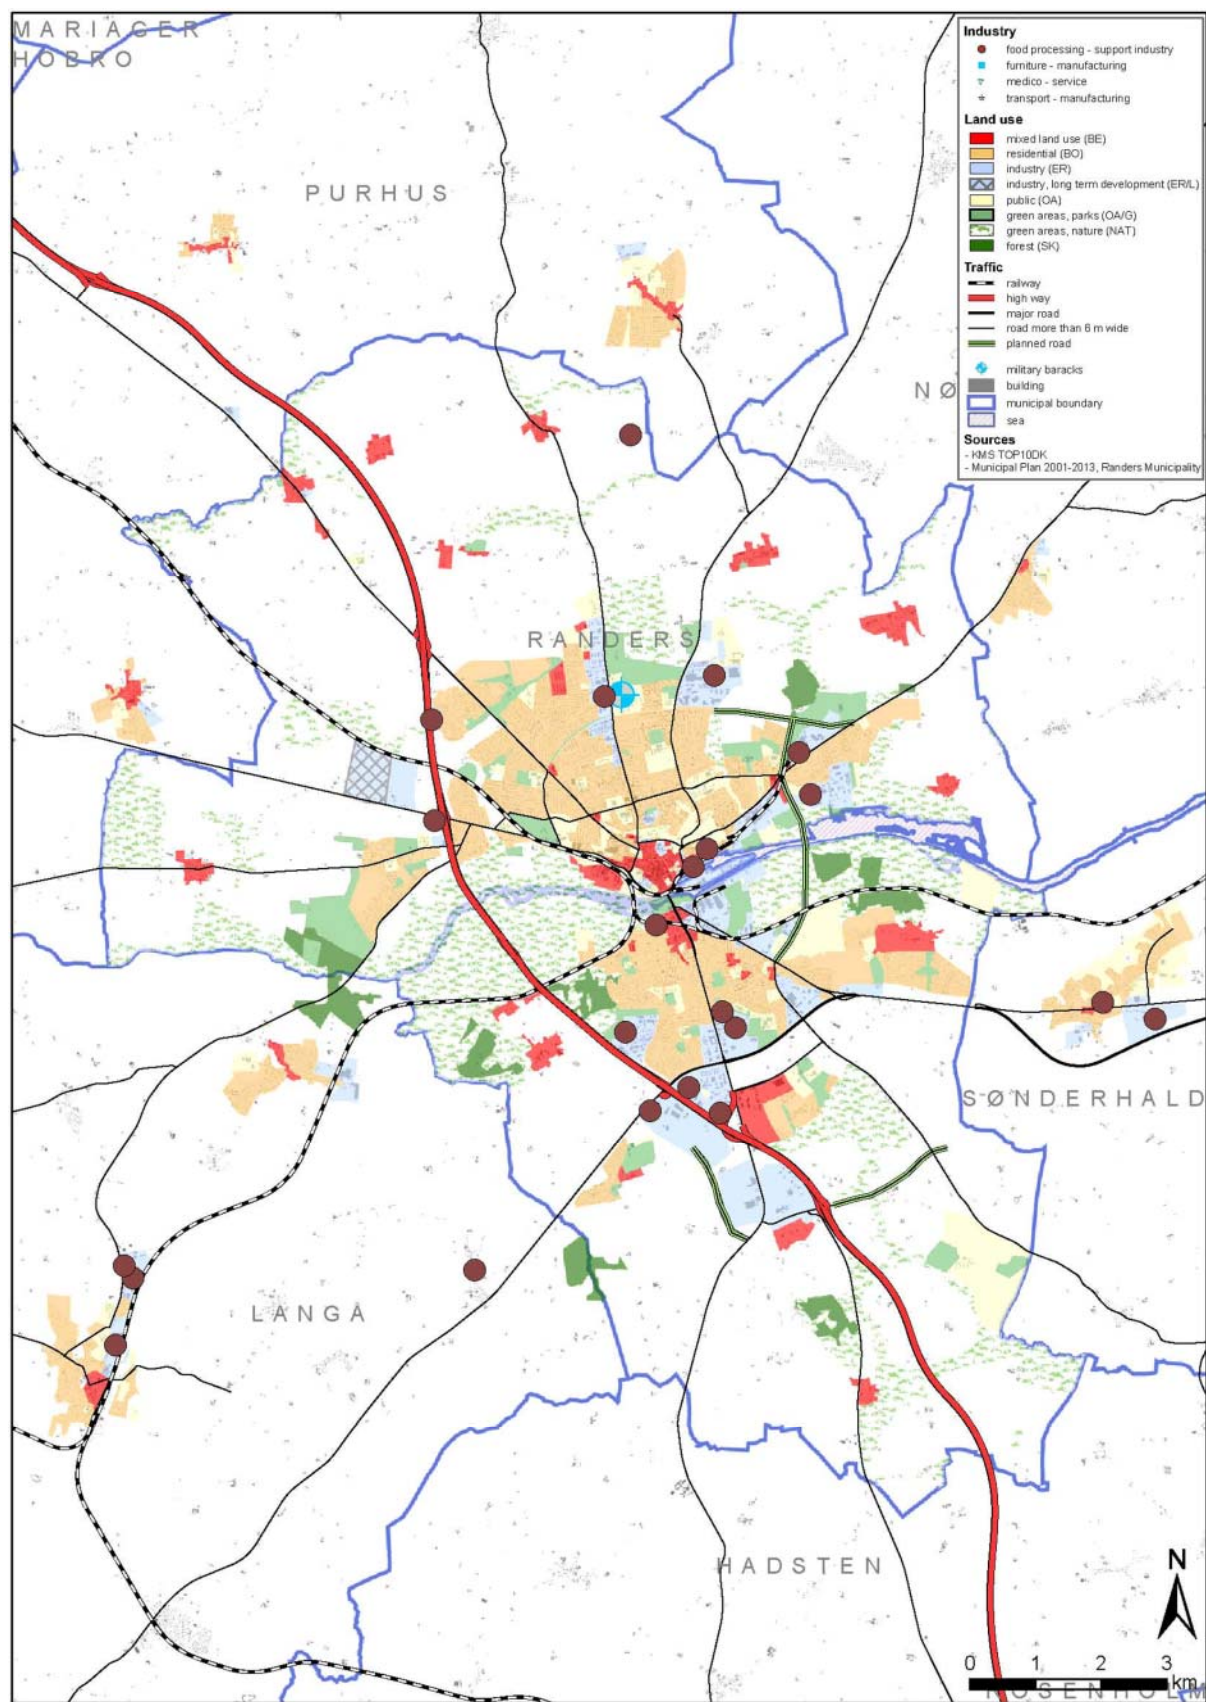 MARIAGER
HOBRO
PURHUS
NØ
RANDERS
SØNDERHALD
LANGÅ
HADSTEN
ROSENHOLM
Industry
food processing - support industry
furniture - manufacturing
medico - service
transport - manufacturing
Land use
mixed land use (BE)
residential (BO)
industry (ER)
industry, long term development (ER/L)
public (OA)
green areas, parks (OA/G)
green areas, nature (NAT)
forest (SK)
Traffic
railway
high way
major road
road more than 6 m wide
planned road
military baracks
building
municipal boundary
sea
Sources
- KMS TOP10DK
- Municipal Plan 2001-2013, Randers Municipality
N
0 1 2 3
km